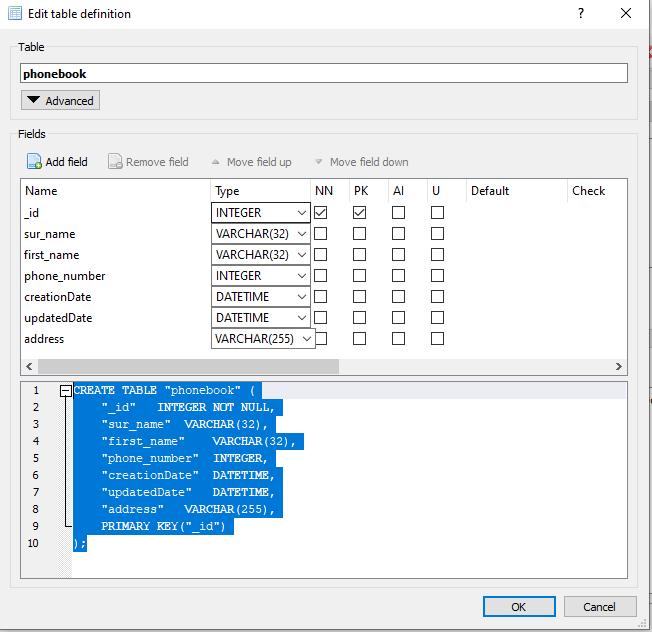 Edit table definition
Table
phonebook
Advanced
Fields
Add field Remove field Move field up Move field down
Name Type NN PK AI U Default Check
_id INTEGER
sur_name VARCHAR(32)
first_name VARCHAR(32)
phone_number INTEGER
creationDate DATETIME
updatedDate DATETIME
address VARCHAR(255)
1 CREATE TABLE "phonebook" (
2 "_id" INTEGER NOT NULL,
3 "sur_name" VARCHAR(32),
4 "first_name" VARCHAR(32),
5 "phone_number" INTEGER,
6 "creationDate" DATETIME,
7 "updatedDate" DATETIME,
8 "address" VARCHAR(255),
9 PRIMARY KEY("_id")
10 );
OK Cancel